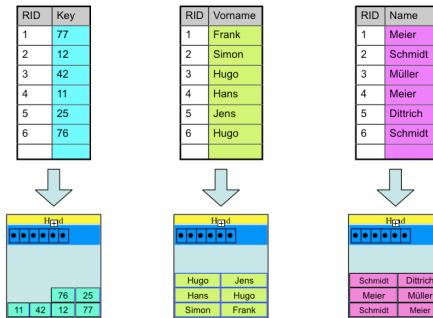 RID Key
1 77
2 12
3 42
4 11
5 25
6 76
RID Vorname
1 Frank
2 Simon
3 Hugo
4 Hans
5 Jens
6 Hugo
RID Name
1 Meier
2 Schmidt
3 Müller
4 Meier
5 Dittrich
6 Schmidt
76 25
11 42 12 77
Hugo Jens
Hans Hugo
Simon Frank
Schmidt Dittrich
Meier Müller
Schmidt Meier